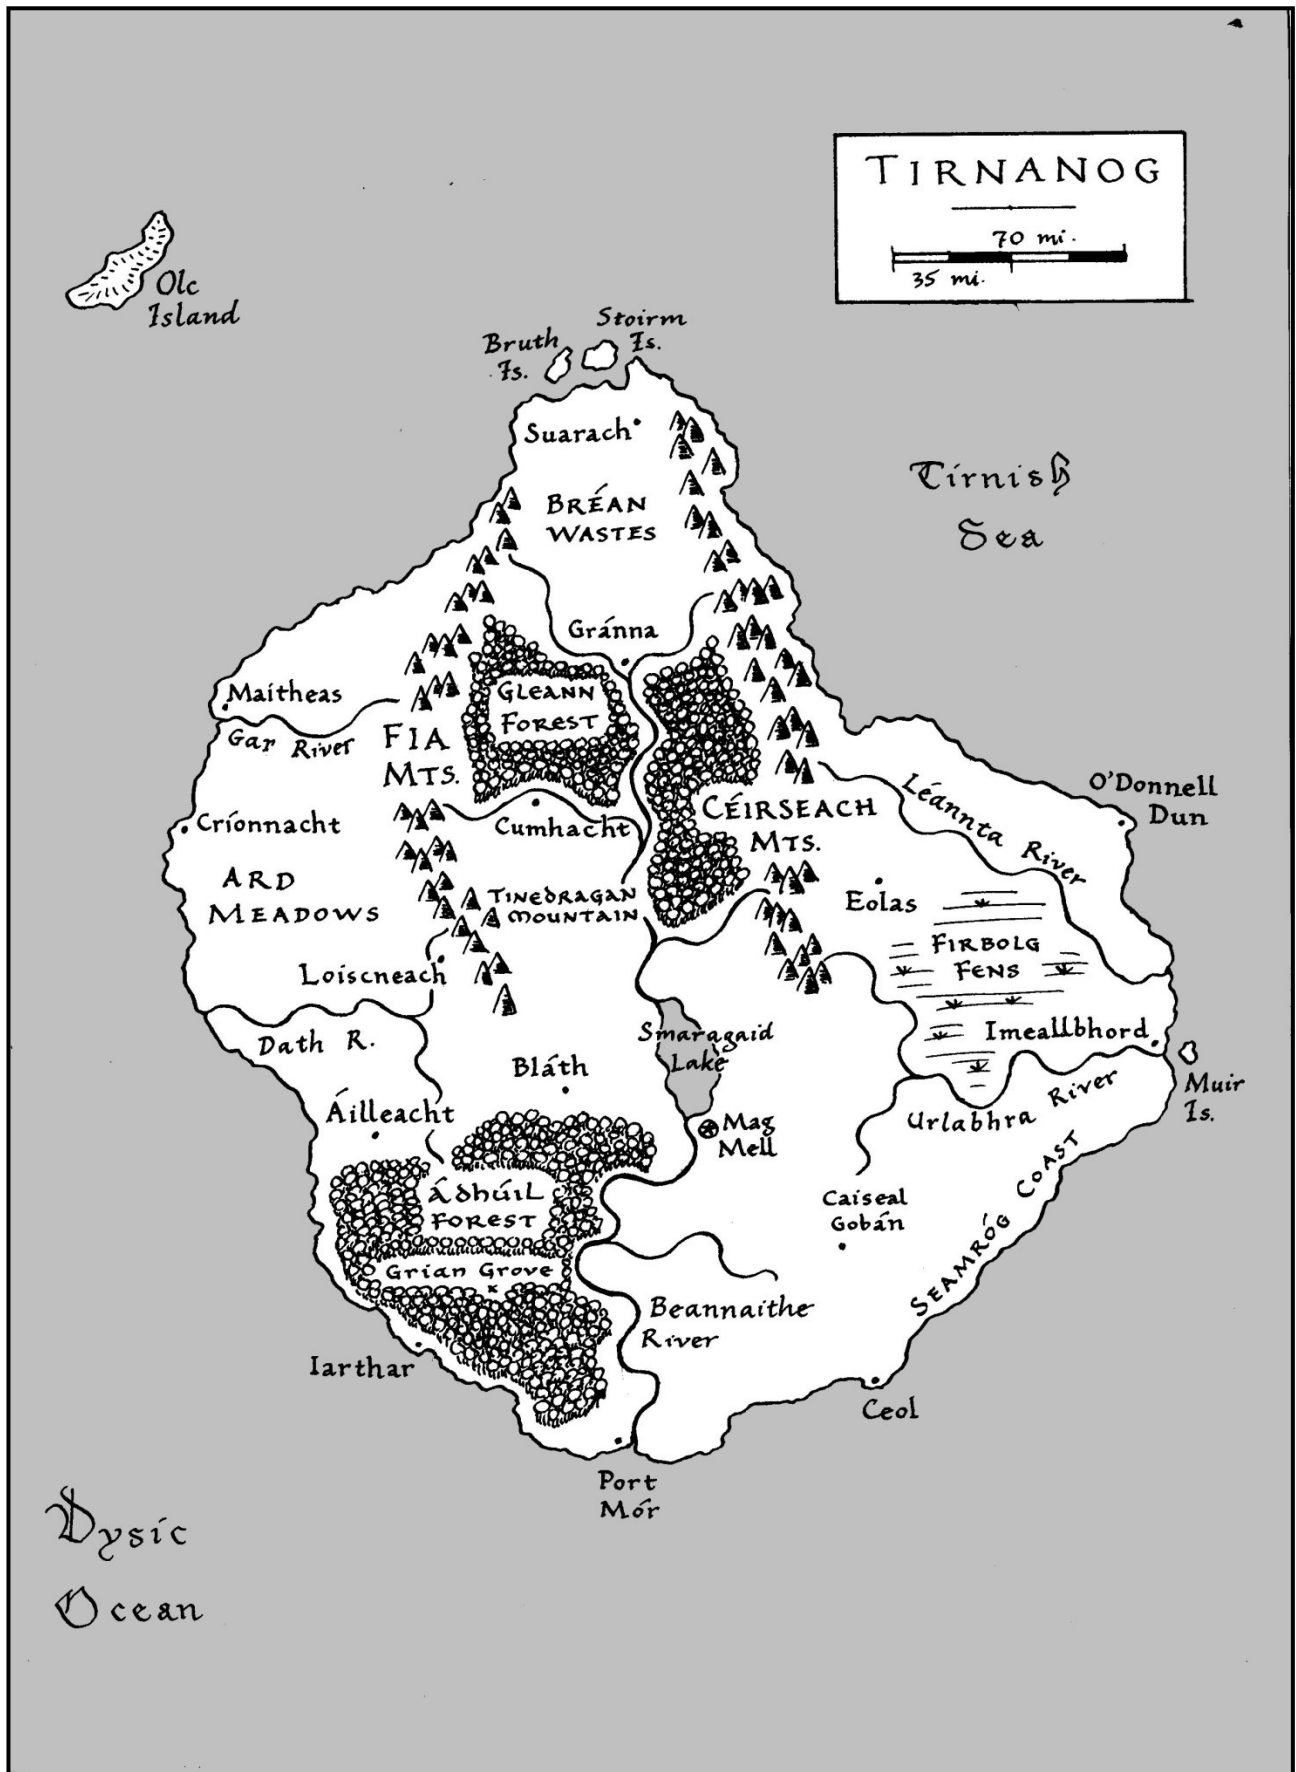 TIRNANOG
70 mi.
35 mi.
Olc
Island
Stoirm
Is.
Bruth
Is.
Suarach
Tirnish
Sea
BRÉAN
WASTES
Gránna
Maitheas
GLEANN
FOREST
Gar River
FIA
MTS.
Léannta River
O'Donnell
Dun
Críonnacht
Cumhacht
CÉIRSEACH
MTS.
ARD
MEADOWS
TINEDRAGAN
MOUNTAIN
Eolas
FIRBOLG
FENS
Loiscneach
Dath R.
Smaragaid
Lake
Imeallbhord
Bláth
Muir
Is.
Áilleacht
Mag
Mell
Urlabhra River
ÁDHÚIL
FOREST
Caiseal
Gobán
SEAMRÓG COAST
Grian Grove
Beannaithe
River
Iarthar
Ceol
Port
Mór
Dysic
Ocean